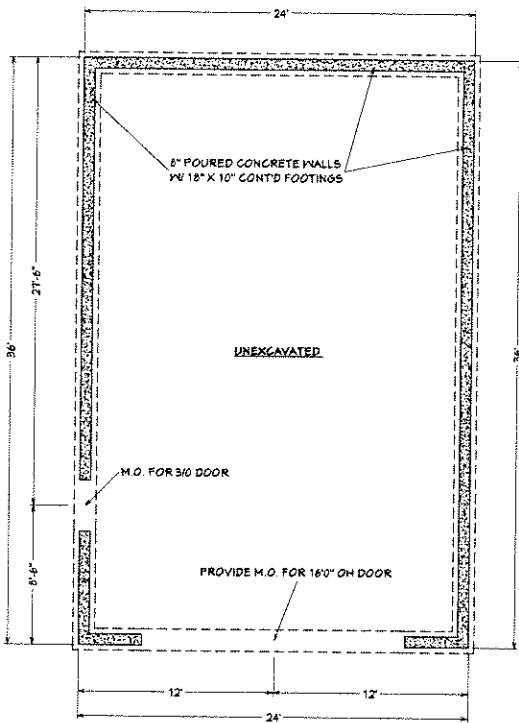 24'
8" POURED CONCRETE WALLS
W/ 18" X 10" CONT'D FOOTINGS
27'-6"
36'
UNEXCAVATED
36'
M.O. FOR 3/0 DOOR
8'-6"
PROVIDE M.O. FOR 16'0" OH DOOR
12'
12'
24'